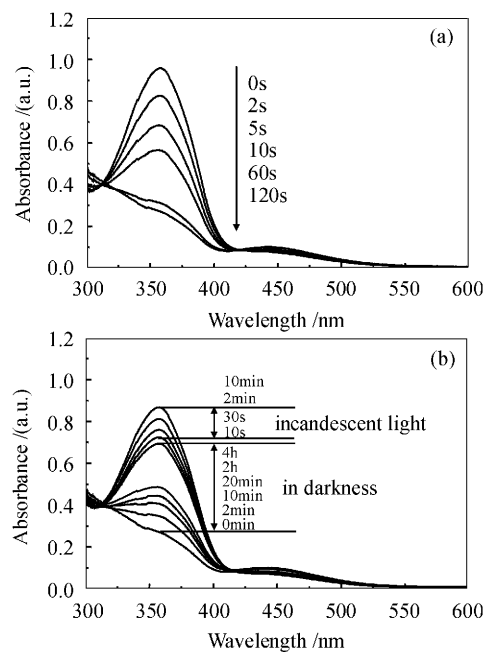 1.2
(a)
1.0
0s
2s
0.8
5s
10s
0.6
60s
120s
0.4
0.2
0.0
Absorbance /(a.u.)
300 350 400 450 500 550 600
Wavelength /nm
1.2
(b)
1.0
10min
2min
0.8
30s
incandescent light
10s
4h
0.6
2h
20min
in darkness
10min
0.4
2min
0min
0.2
0.0
Absorbance /(a.u.)
300 350 400 450 500 550 600
Wavelength /nm